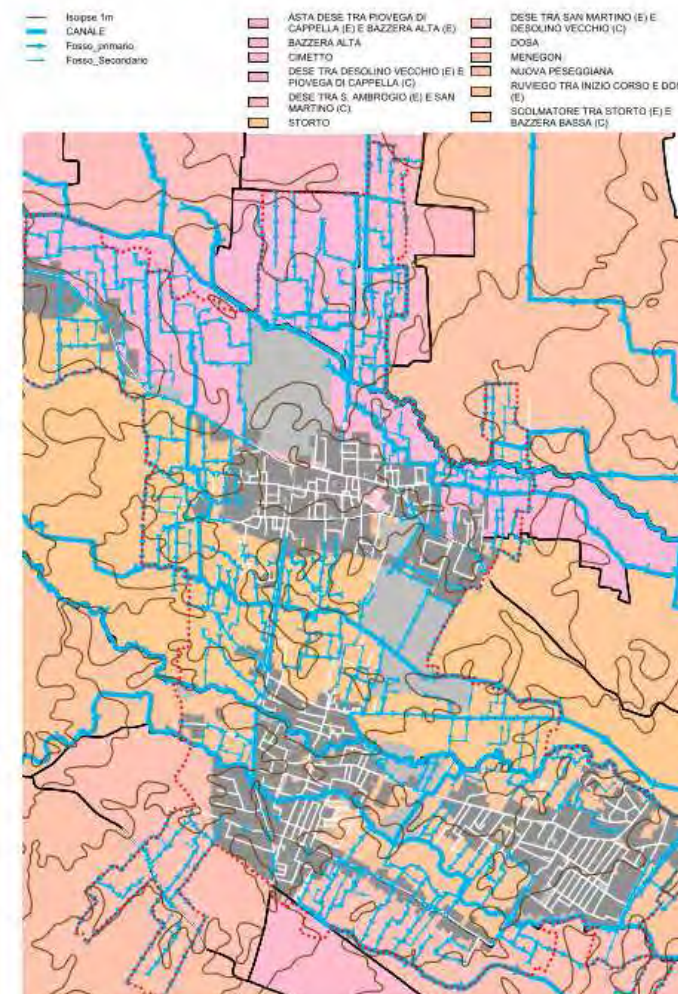 Isoipse 1m
CANALE
Fosso_primario
Fosso_Secondario
ASTA DESE TRA PIOVEGA DI
CAPPELLA (E) E BAZZERA ALTA (E)
BAZZERA ALTA
CIMETTO
DESE TRA DESOLINO VECCHIO (E) E
PIOVEGA DI CAPPELLA (C)
DESE TRA S. AMBROGIO (E) E SAN
MARTINO (C)
STORTO
DESE TRA SAN MARTINO (E) E
DESOLINO VECCHIO (C)
DOSA
MENEGON
NUOVA PESEGGIANA
RUVIEGO TRA INIZIO CORSO E DOS
(E)
SCOLMATORE TRA STORTO (E) E
BAZZERA BASSA (C)